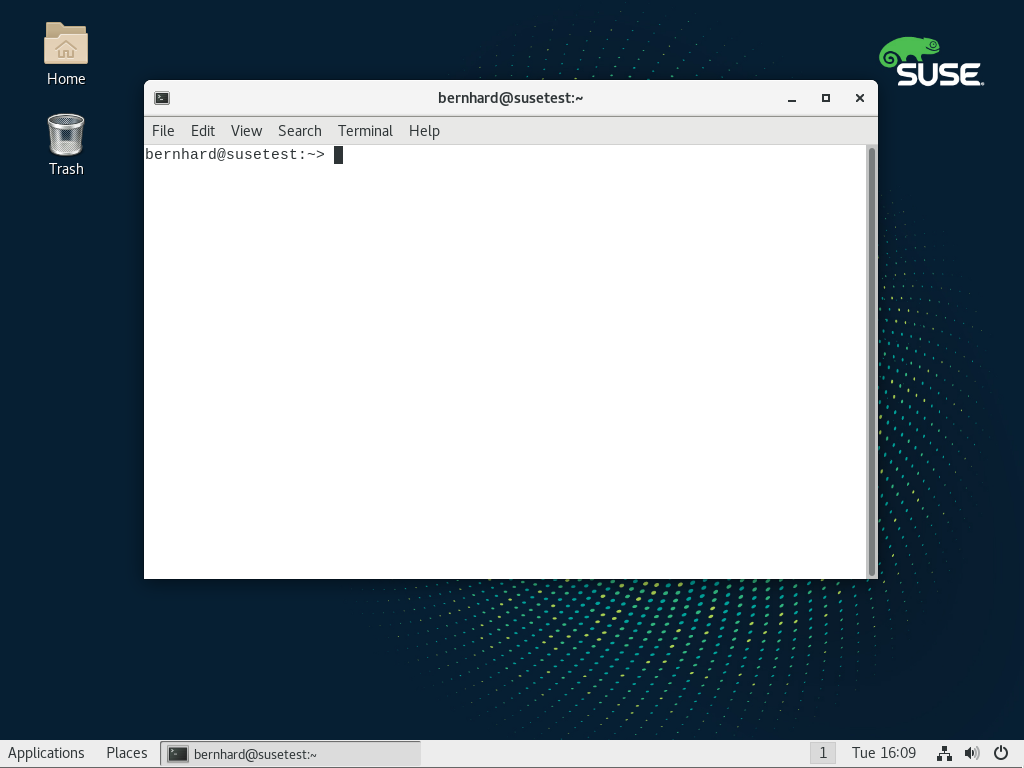 Home
Trash
SUSE
bernhard@susetest:~
File Edit View Search Terminal Help
bernhard@susetest:~>
Applications Places bernhard@susetest:~ 1 Tue 16:09